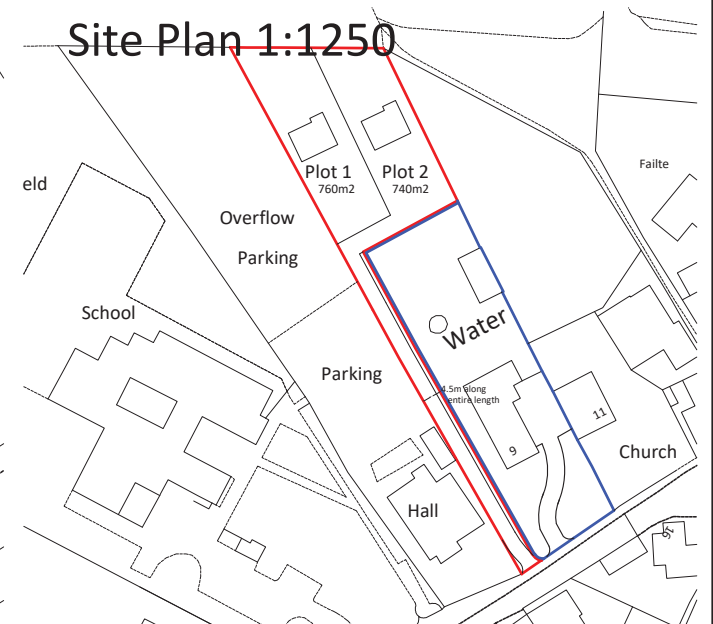 Site Plan 1:1250
Failte
Plot 1
760m2
Plot 2
740m2
eld
Overflow
Parking
School
Water
Parking
4.5m along
entire length
11
9
Church
Hall
16